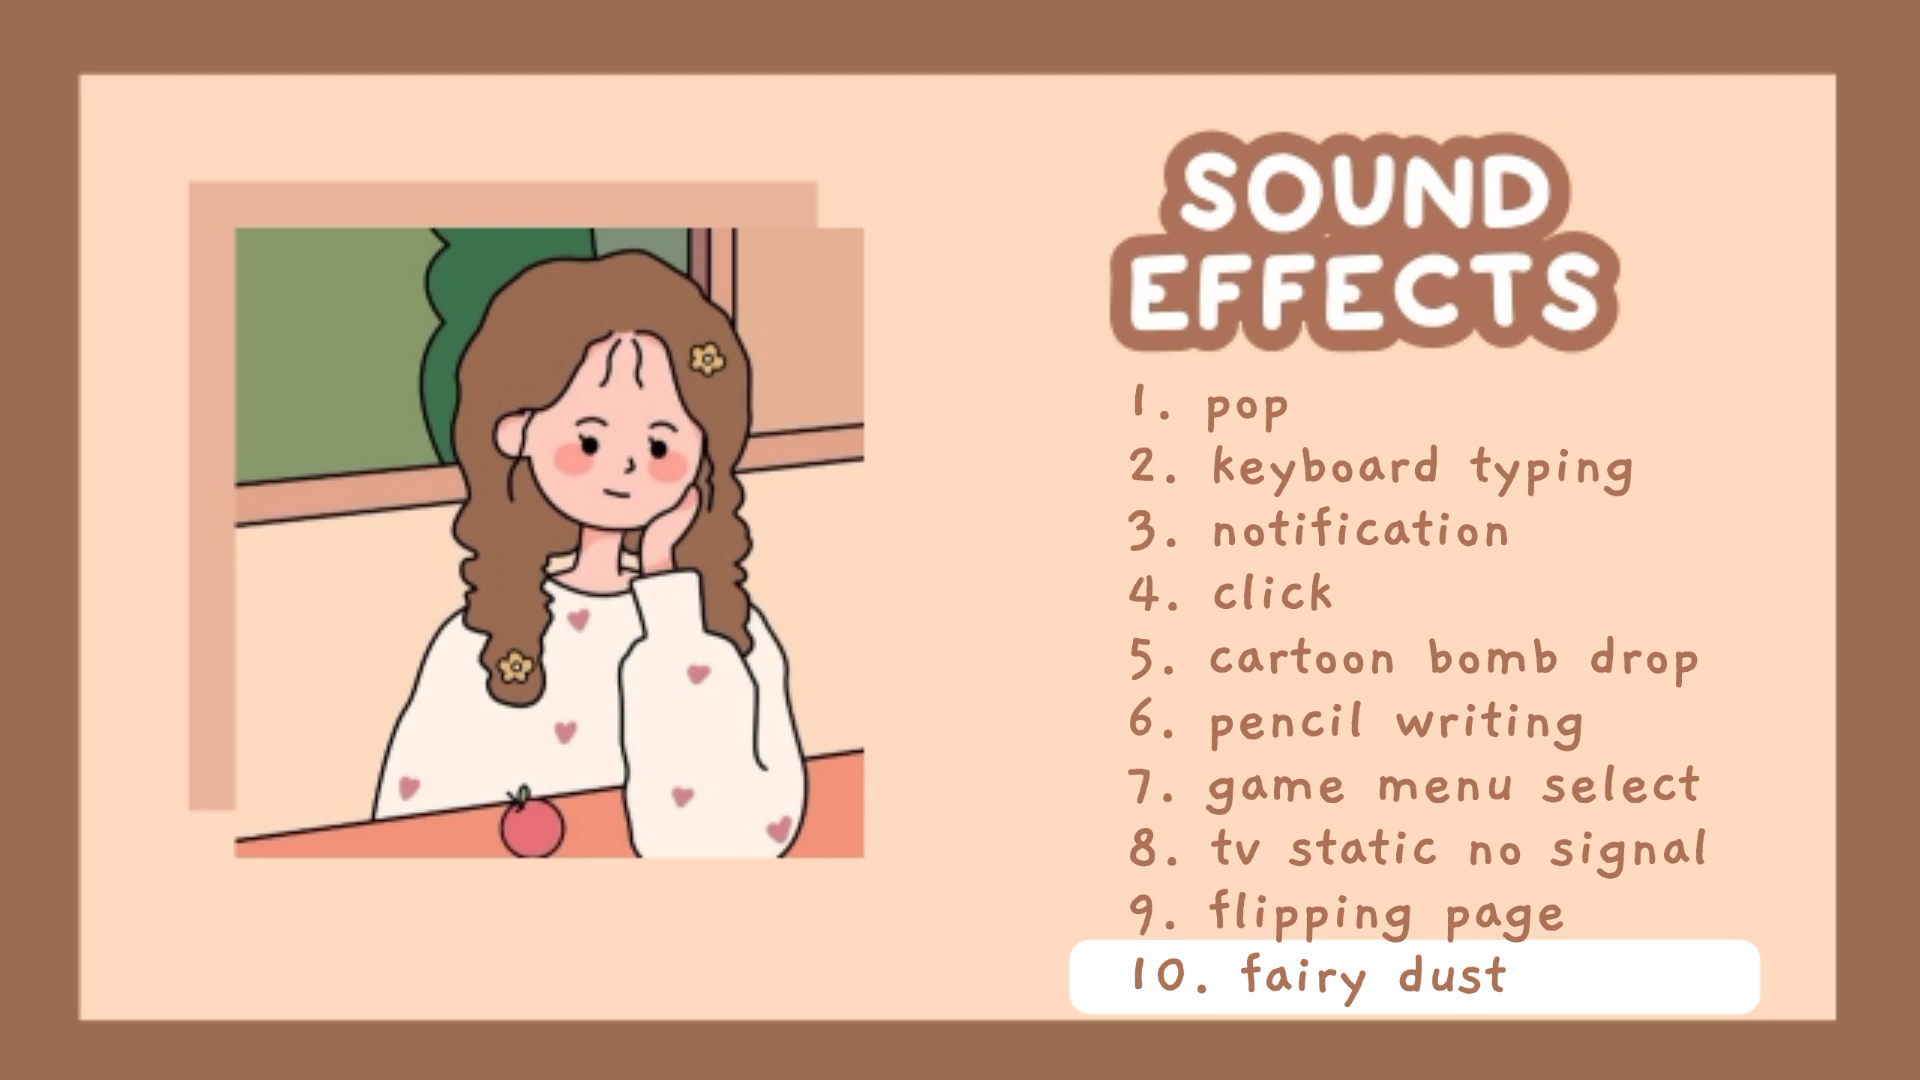 SOUND
EFFECTS
1. pop
2. keyboard typing
3. notification
4. click
5. cartoon bomb drop
6. pencil writing
7. game menu select
8. tv static no signal
9. flipping page
10. fairy dust